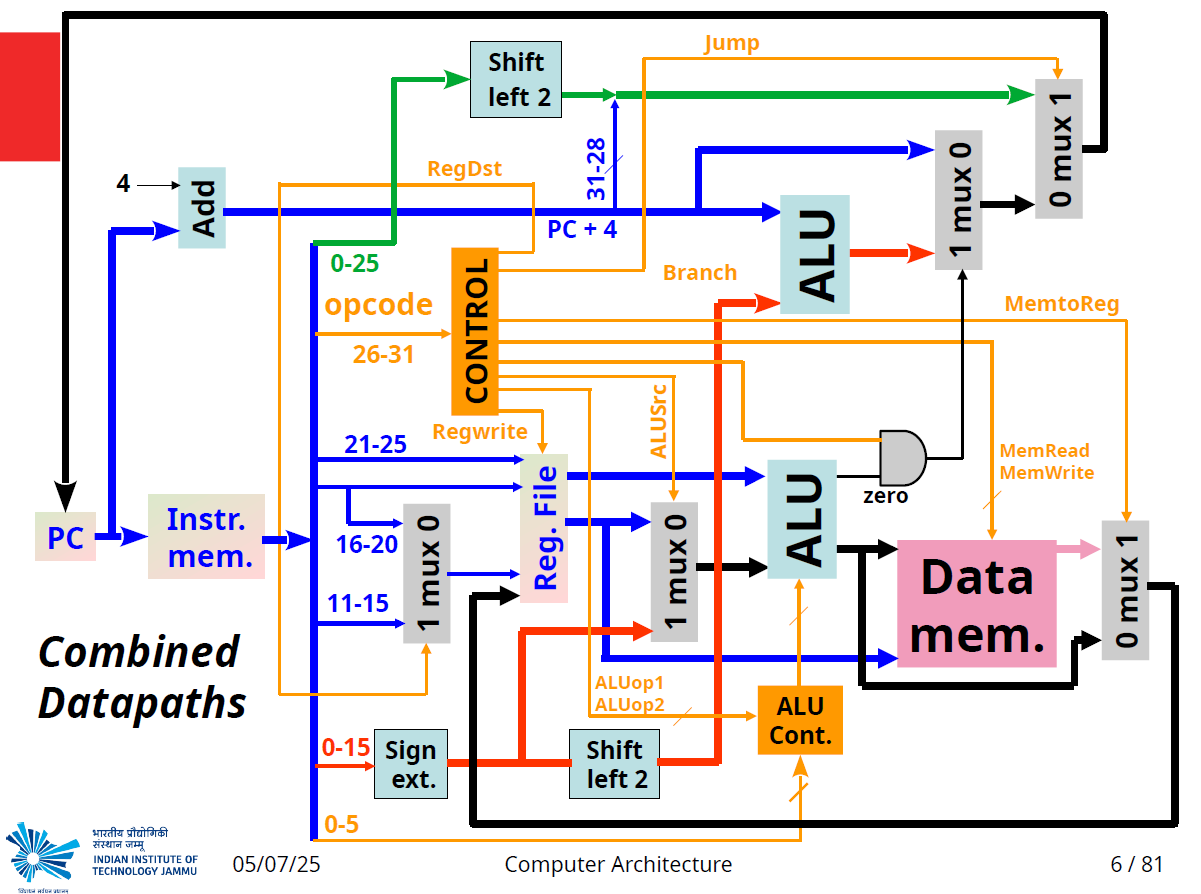 Jump
Shift
left 2
0 mux 1
31-28
1 mux 0
RegDst
4
Add
PC + 4
ALU
0-25
Branch
opcode
CONTROL
26-31
MemtoReg
ALUSrc
Regwrite
21-25
MemRead
MemWrite
zero
Reg. File
ALU
PC
Instr.
mem.
16-20
1 mux 0
1 mux 0
0 mux 1
Data
mem.
11-15
Combined
Datapaths
ALUop1
ALUop2
ALU
Cont.
0-15
Sign
ext.
Shift
left 2
0-5
भारतीय प्रौद्योगिकी
संस्थान जम्मू
INDIAN INSTITUTE OF
TECHNOLOGY JAMMU
05/07/25
Computer Architecture
6 / 81